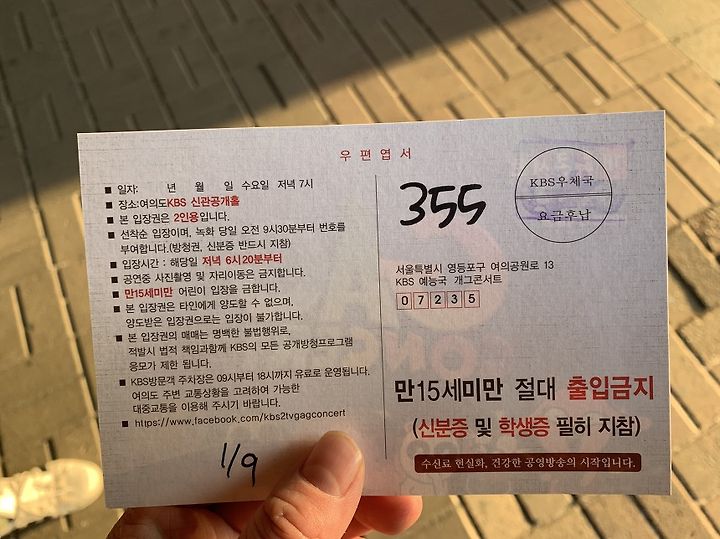 우편엽서
■ 일자:   년   월   일  수요일  저녁 7시
■ 장소:여의도KBS 신관공개홀
■ 본 입장권은 2인용입니다.
■ 선착순 입장이며, 녹화 당일 오전 9시30분부터 번호를
부여합니다.(방청권, 신분증 반드시 지참)
■ 입장시간 : 해당일 저녁 6시20분부터
■ 공연중 사진촬영 및 자리이동은 금지합니다.
■ 만15세미만 어린이 입장을 금합니다.
■ 본 입장권은 타인에게 양도할 수 없으며,
양도받은 입장권으로는 입장이 불가합니다.
■ 본 입장권의 매매는 명백한 불법행위로,
적발시 법적 책임과함께 KBS의 모든 공개방청프로그램
응모가 제한 됩니다.
■ KBS방문객 주차장은 09시부터 18시까지 유료로 운영됩니다.
여의도 주변 교통상황을 고려하여 가능한
대중교통을 이용해 주시기 바랍니다.
■ https://www.facebook.com/kbs2tvgagconcert
1/9
355
KBS우체국
요금후납
서울특별시 영등포구 여의공원로 13
KBS 예능국 개그콘서트
07235
만15세미만 절대 출입금지
(신분증 및 학생증 필히 지참)
수신료 현실화, 건강한 공영방송의 시작입니다.